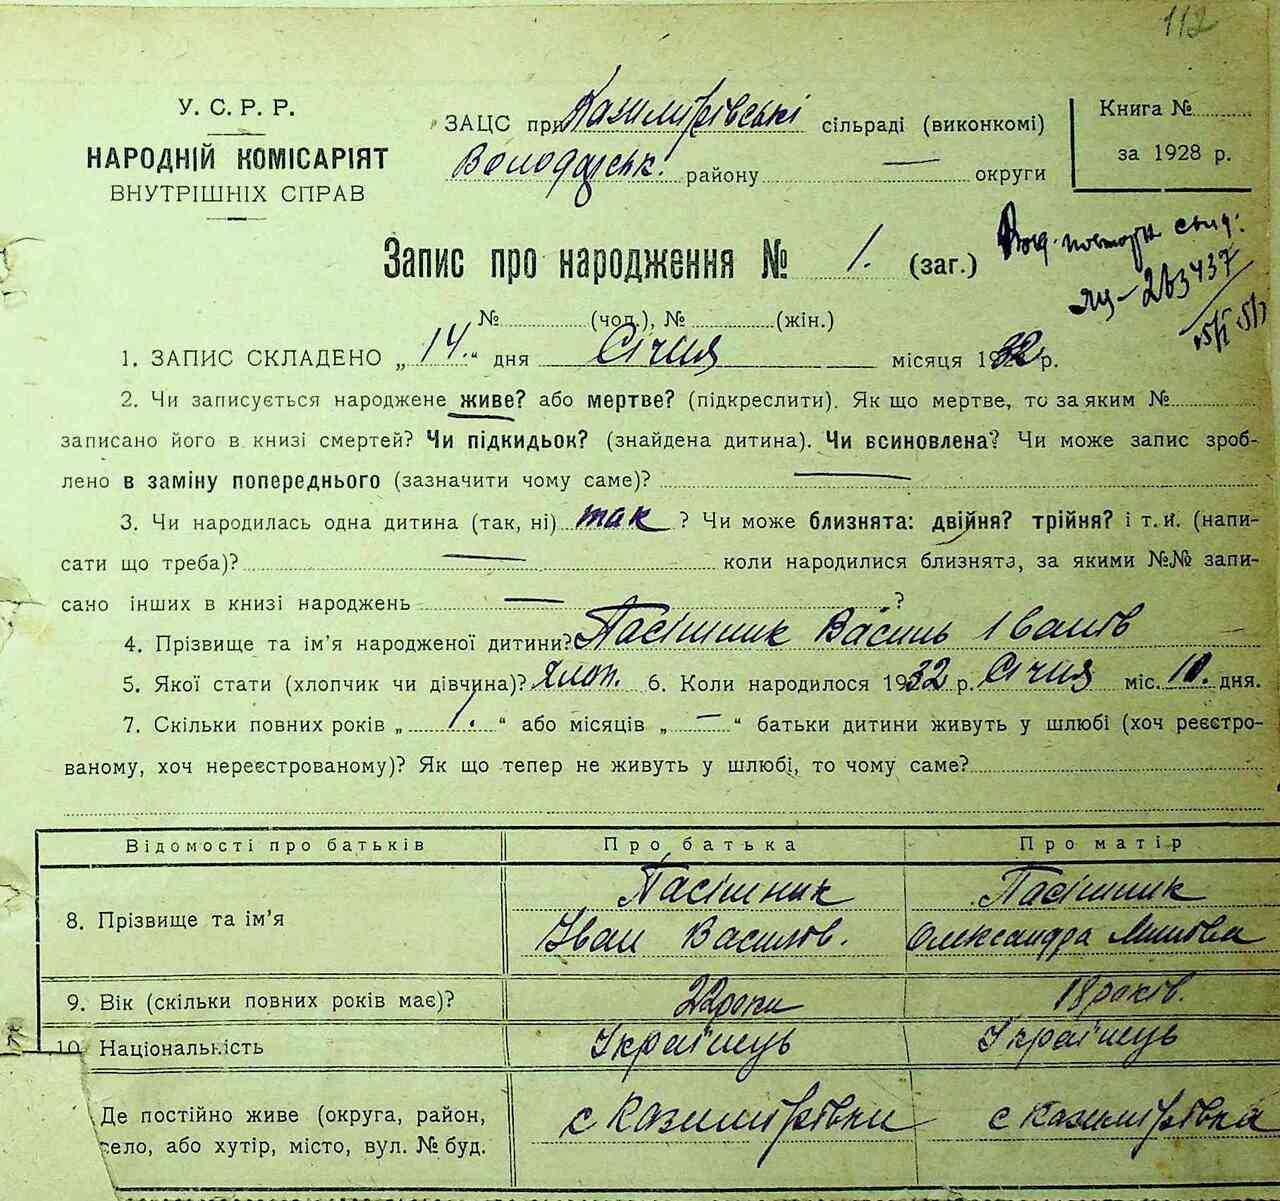 112
У. С. Р. Р.
НАРОДНІЙ КОМІСАРІЯТ
ВНУТРІШНІХ СПРАВ
ЗАЦС при Казимирівські сільраді (виконкомі)
Володарськ. району — округи
Книга №
за 1928 р.
Запис про народження № 1. (заг.)
повторн свид:
263437
№ (чол.), № (жін.)
1. ЗАПИС СКЛАДЕНО „ 14. “ дня Січня місяця 1932 р.
2. Чи записується народжене живе? або мертве? (підкреслити). Як що мертве, то за яким №
записано його в книзі смертей? Чи підкидьок? (знайдена дитина). Чи всиновлена? Чи може запис зроб-
лено в заміну попереднього (зазначити чому саме)? —
3. Чи народилась одна дитина (так, ні) так ? Чи може близнята: двійня? трійня? і т. и. (напи-
сати що треба)? — коли народилися близнята, за якими №№ запи-
сано інших в книзі народжень — ?
4. Прізвище та ім’я народженої дитини? Пасішник Василь Іванів
5. Якої стати (хлопчик чи дівчина)? Хлоп. 6. Коли народилося 1932 р. Січня міс. 10. дня.
7. Скільки повних років „ 1. “ або місяців „ — “ батьки дитини живуть у шлюбі (хоч реєстро-
ваному, хоч нереєстрованому)? Як що тепер не живуть у шлюбі, то чому саме?
Відомості про батьків Про батька Про матір
8. Прізвище та ім’я
Пасішник Пасішник
Іван Васильов. Олександра
9. Вік (скільки повних років має)? 22 роки 18 років.
10. Національність Українець Українець
Де постійно живе (округа, район, с Казимирівки с Казимирівка
село, або хутір, місто, вул. № буд.